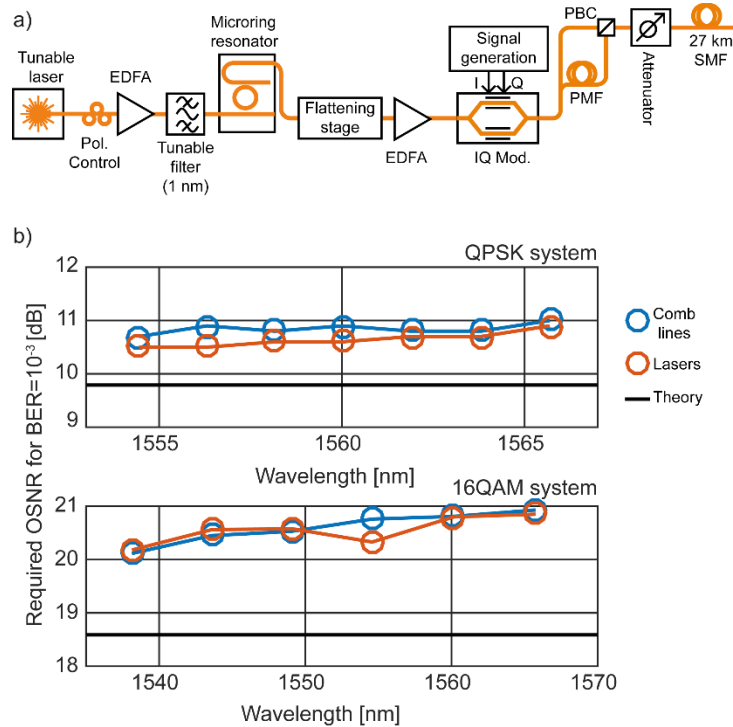 a)
Tunable
laser
Pol.
Control
EDFA
Tunable
filter
(1 nm)
Microring
resonator
Flattening
stage
EDFA
Signal
generation
I
Q
IQ Mod.
PBC
PMF
Attenuator
27 km
SMF
b)
QPSK system
Required OSNR for BER=10-3 [dB]
12
11
10
9
1555
1560
1565
Wavelength [nm]
Comb
lines
Lasers
Theory
16QAM system
21
20
19
18
1540
1550
1560
1570
Wavelength [nm]